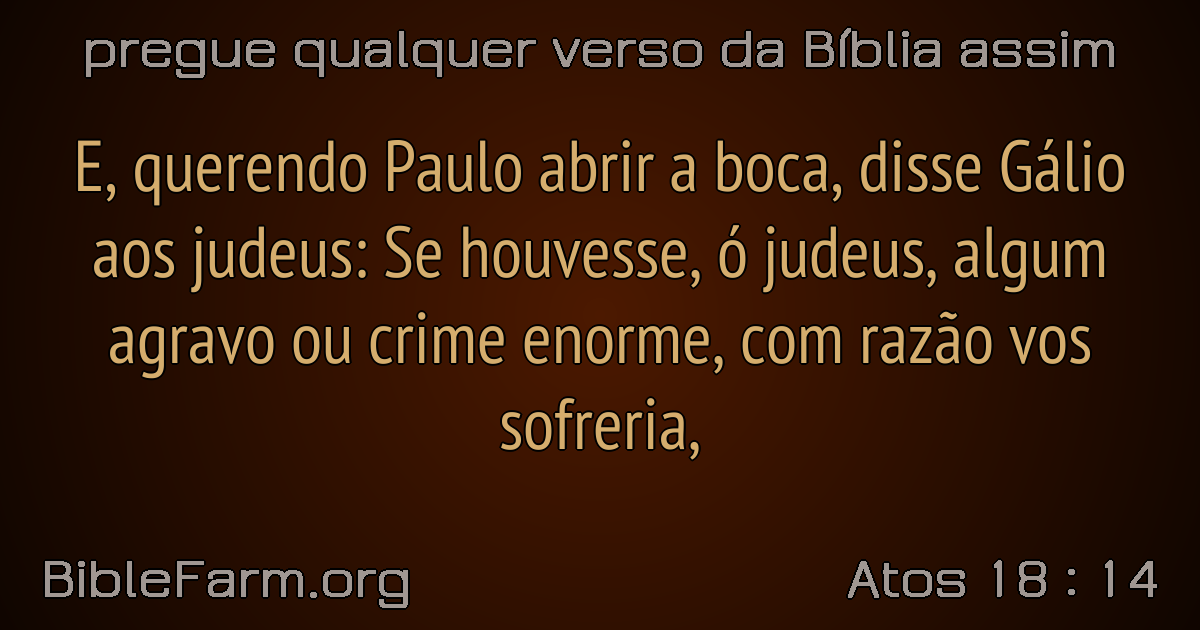 pregue qualquer verso da Bíblia assim
E, querendo Paulo abrir a boca, disse Gálio
aos judeus: Se houvesse, ó judeus, algum
agravo ou crime enorme, com razão vos
sofreria,
BibleFarm.org
Atos 18 : 14